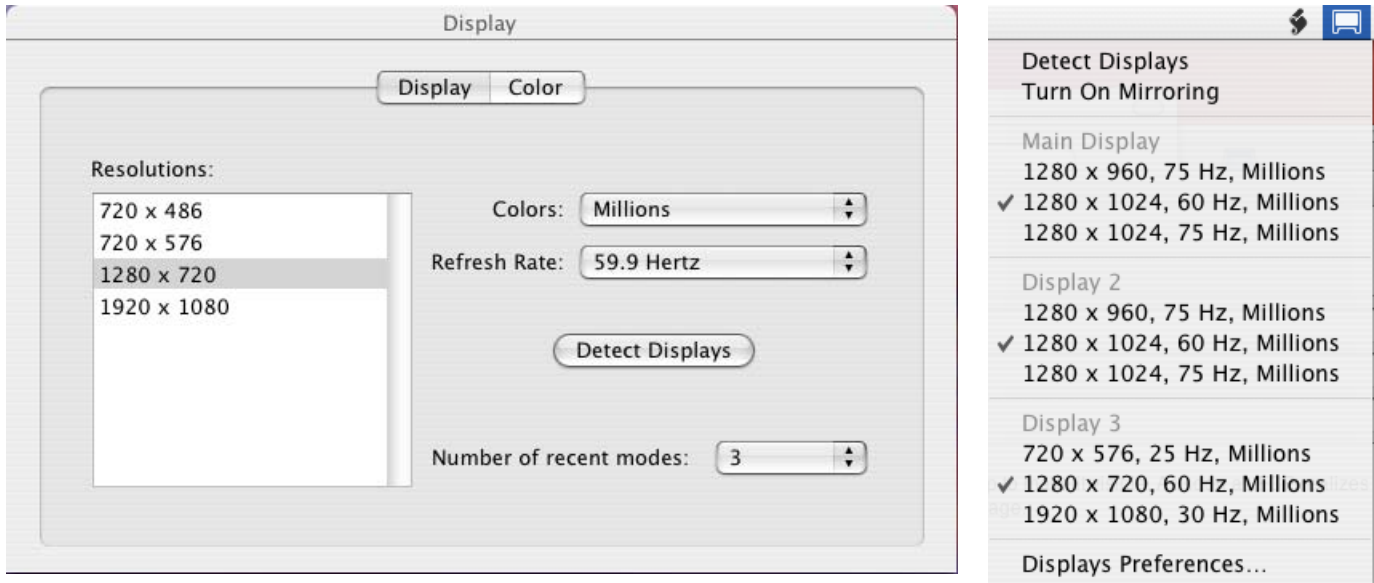 Display
Display Color
Resolutions:
720 x 486
720 x 576
1280 x 720
1920 x 1080
Colors: Millions
Refresh Rate: 59.9 Hertz
Detect Displays
Number of recent modes: 3
Detect Displays
Turn On Mirroring
Main Display
1280 x 960, 75 Hz, Millions
✓ 1280 x 1024, 60 Hz, Millions
1280 x 1024, 75 Hz, Millions
Display 2
1280 x 960, 75 Hz, Millions
✓ 1280 x 1024, 60 Hz, Millions
1280 x 1024, 75 Hz, Millions
Display 3
720 x 576, 25 Hz, Millions
✓ 1280 x 720, 60 Hz, Millions
1920 x 1080, 30 Hz, Millions
Displays Preferences...